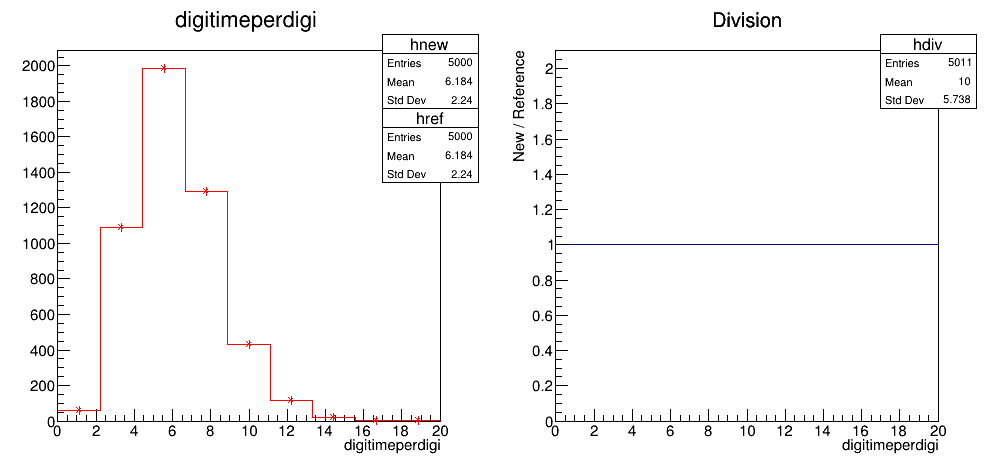 digitimeperdigi
hnew
Entries 5000
Mean 6.184
Std Dev 2.24
href
Entries 5000
Mean 6.184
Std Dev 2.24
2000
1800
1600
1400
1200
1000
800
600
400
200
0
0 2 4 6 8 10 12 14 16 18 20
digitimeperdigi
Division
hdiv
Entries 5011
Mean 10
Std Dev 5.738
New / Reference
2
1.8
1.6
1.4
1.2
1
0.8
0.6
0.4
0.2
0
0 2 4 6 8 10 12 14 16 18 20
digitimeperdigi